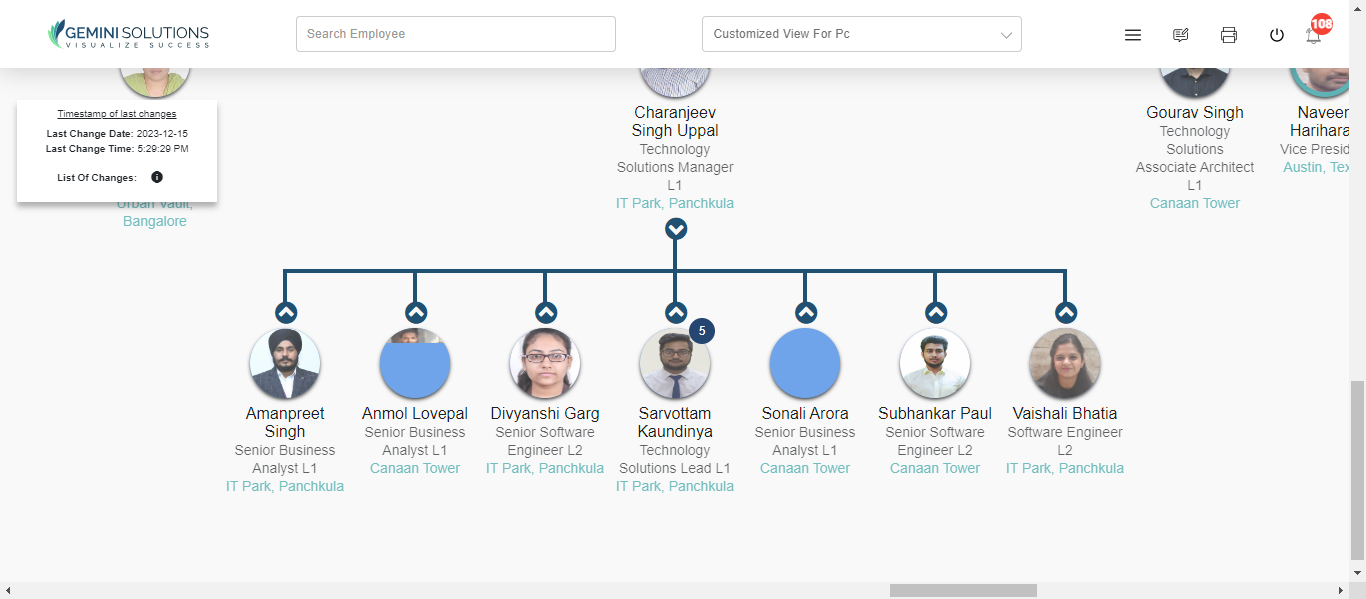 GEMINI SOLUTIONS
VISUALIZE SUCCESS
Search Employee
Customized View For Pc
108
Timestamp of last changes
Last Change Date: 2023-12-15
Last Change Time: 5:29:29 PM
List Of Changes:
Urban Vault,
Bangalore
Charanjeev
Singh Uppal
Technology
Solutions Manager
L1
IT Park, Panchkula
Gourav Singh
Technology
Solutions
Associate Architect
L1
Canaan Tower
Naveen
Harihara
Vice Presid
Austin, Tex
5
Amanpreet
Singh
Senior Business
Analyst L1
IT Park, Panchkula
Anmol Lovepal
Senior Business
Analyst L1
Canaan Tower
Divyanshi Garg
Senior Software
Engineer L2
IT Park, Panchkula
Sarvottam
Kaundinya
Technology
Solutions Lead L1
IT Park, Panchkula
Sonali Arora
Senior Business
Analyst L1
Canaan Tower
Subhankar Paul
Senior Software
Engineer L2
Canaan Tower
Vaishali Bhatia
Software Engineer
L2
IT Park, Panchkula